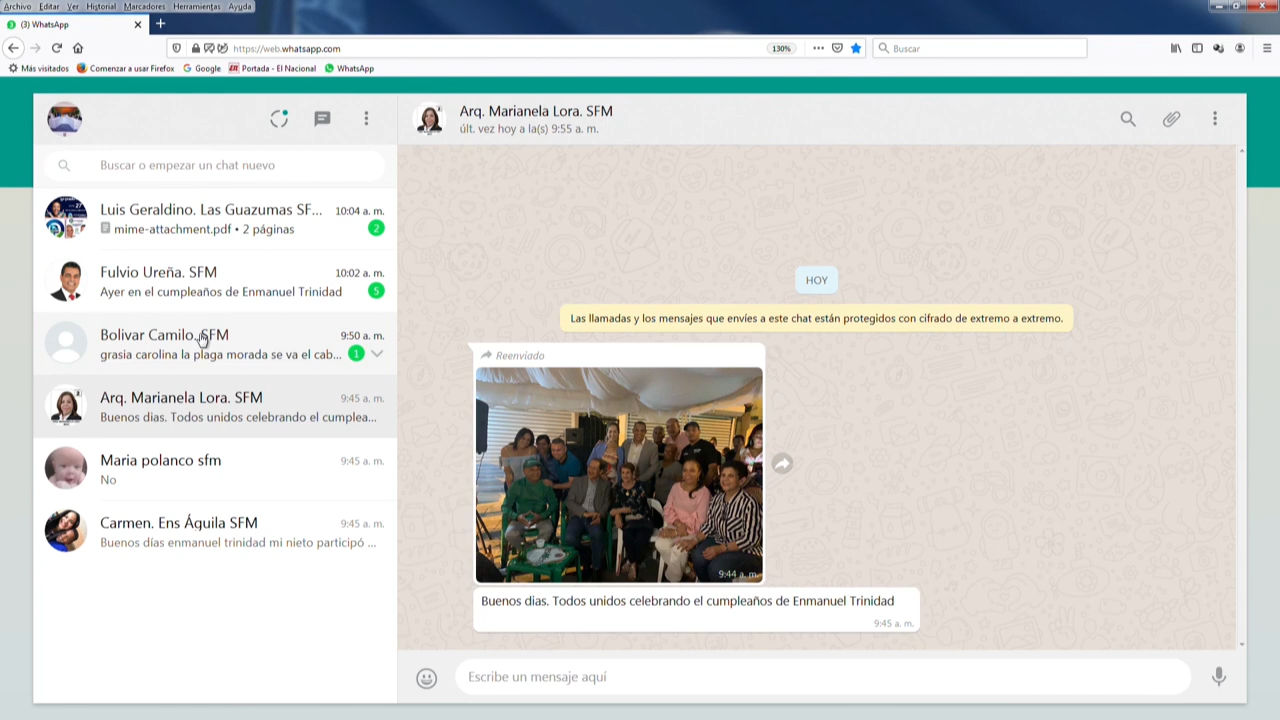 Archivo Editar Ver Historial Marcadores Herramientas Ayuda
(3) WhatsApp
https://web.whatsapp.com
130%
Buscar
Más visitados Comenzar a usar Firefox Google Portada - El Nacional WhatsApp
Arq. Marianela Lora. SFM
últ. vez hoy a la(s) 9:55 a. m.
Buscar o empezar un chat nuevo
Luis Geraldino. Las Guazumas SF... 10:04 a. m.
mime-attachment.pdf • 2 páginas 2
Fulvio Ureña. SFM 10:02 a. m.
Ayer en el cumpleaños de Enmanuel Trinidad 5
Bolivar Camilo. SFM 9:50 a. m.
grasia carolina la plaga morada se va el cab... 1
Arq. Marianela Lora. SFM 9:45 a. m.
Buenos dias. Todos unidos celebrando el cumplea...
Maria polanco sfm 9:45 a. m.
No
Carmen. Ens Águila SFM 9:45 a. m.
Buenos días enmanuel trinidad mi nieto participó ...
HOY
Las llamadas y los mensajes que envíes a este chat están protegidos con cifrado de extremo a extremo.
Reenviado
9:44 a. m.
Buenos dias. Todos unidos celebrando el cumpleaños de Enmanuel Trinidad
9:45 a. m.
Escribe un mensaje aquí